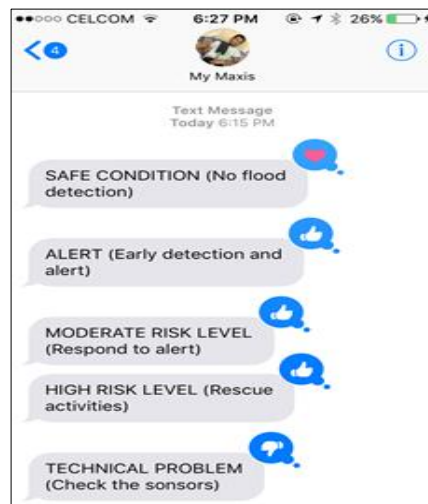 CELCOM 6:27 PM 26%
4
My Maxis
Text Message
Today 6:15 PM
SAFE CONDITION (No flood
detection)
ALERT (Early detection and
alert)
MODERATE RISK LEVEL
(Respond to alert)
HIGH RISK LEVEL (Rescue
activities)
TECHNICAL PROBLEM
(Check the sonsors)